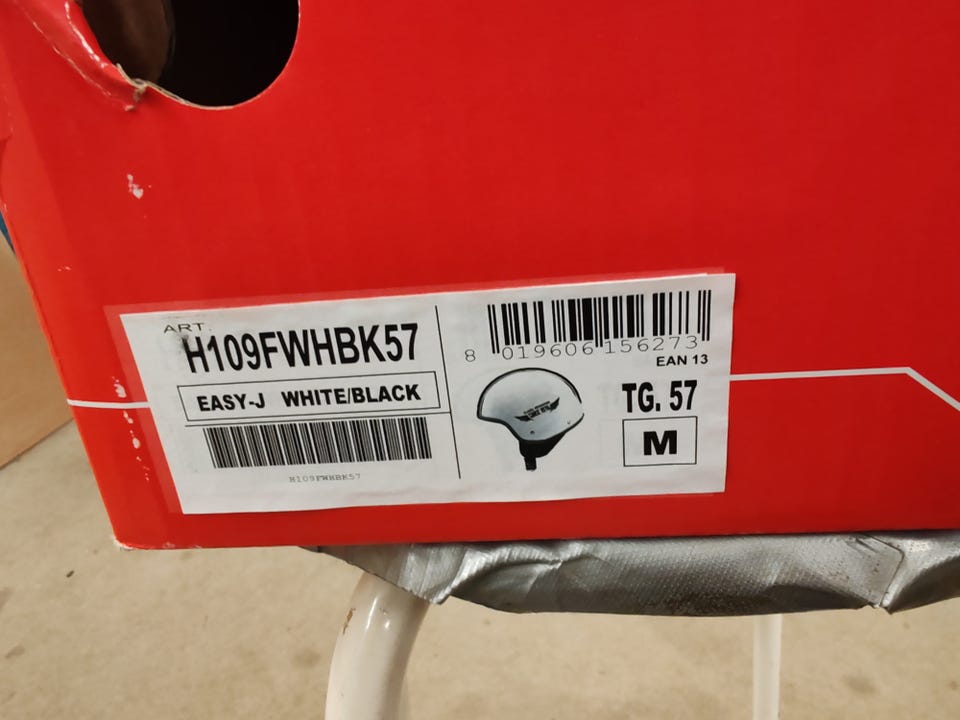 ART.
H109FWHBK57
EASY-J WHITE/BLACK
H109FWHBK57
8 019606 156273
EAN 13
TG. 57
M